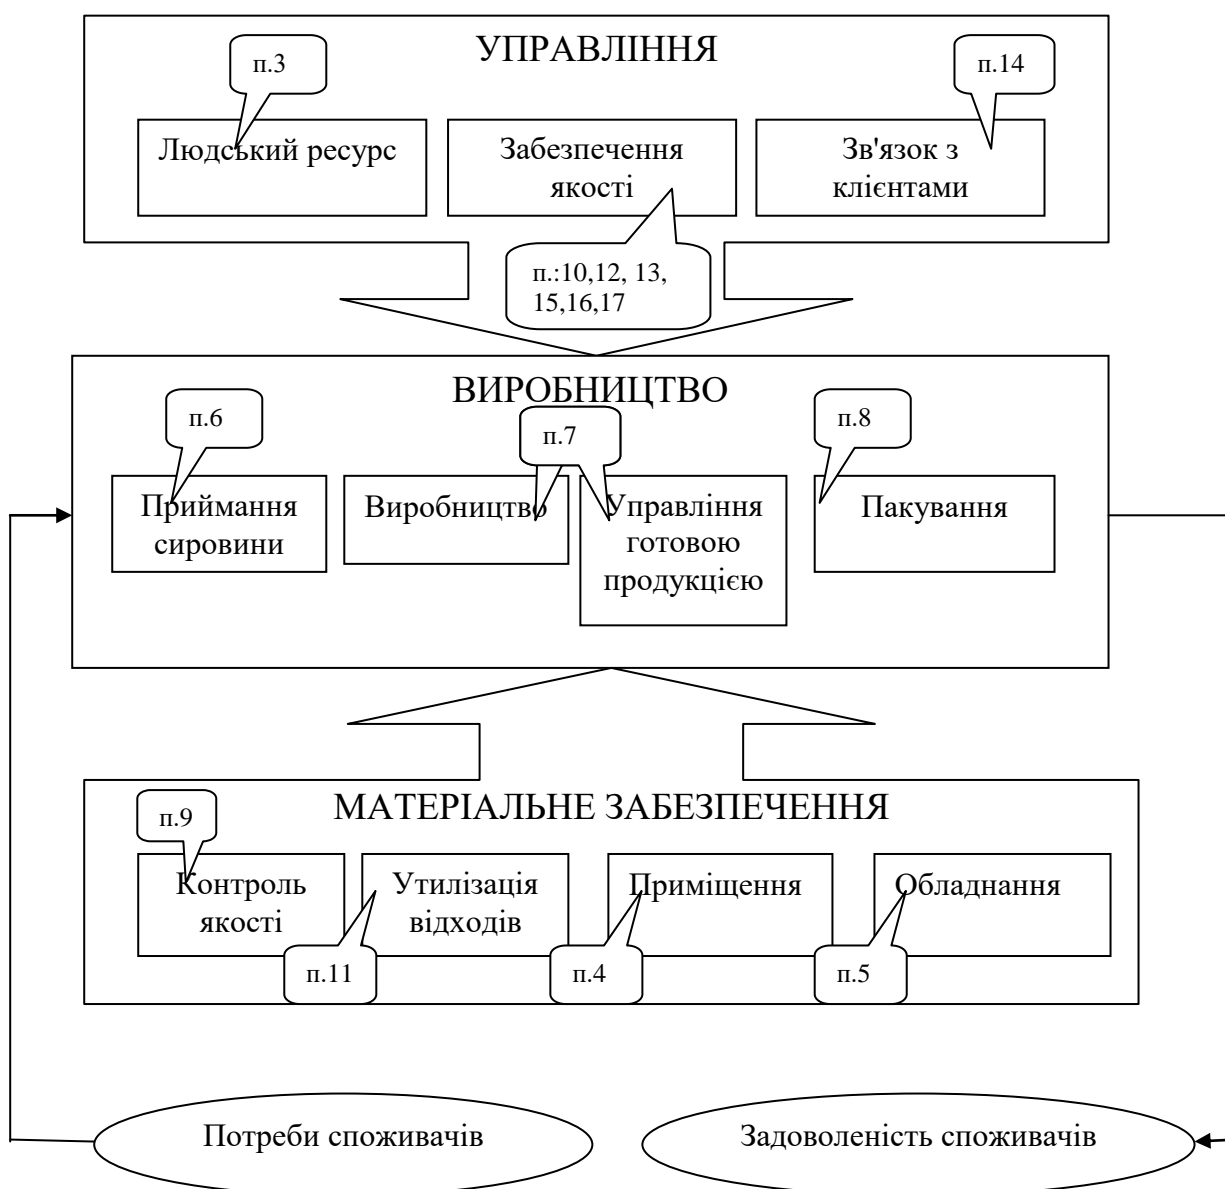 УПРАВЛІННЯ
п.3
п.14
Людський ресурс
Забезпечення
якості
Зв'язок з
клієнтами
п.:10,12, 13,
15,16,17
ВИРОБНИЦТВО
п.6
п.7
п.8
Приймання
сировини
Виробництво
Управління
готовою
продукцією
Пакування
МАТЕРІАЛЬНЕ ЗАБЕЗПЕЧЕННЯ
п.9
Контроль
якості
Утилізація
відходів
Приміщення
Обладнання
п.11
п.4
п.5
Потреби споживачів
Задоволеність споживачів